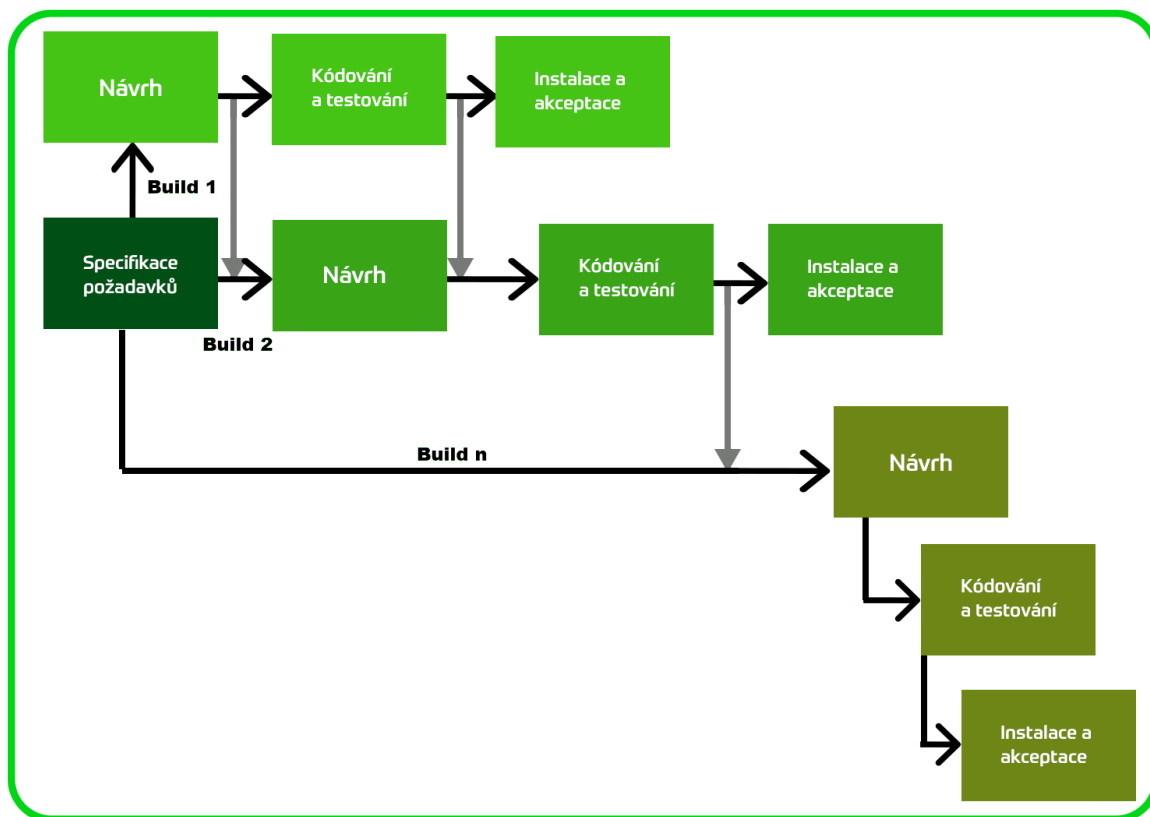 Návrh
Kódování
a testování
Instalace a
akceptace
Build 1
Specifikace
požadavků
Návrh
Kódování
a testování
Instalace a
akceptace
Build 2
Build n
Návrh
Kódování
a testování
Instalace a
akceptace